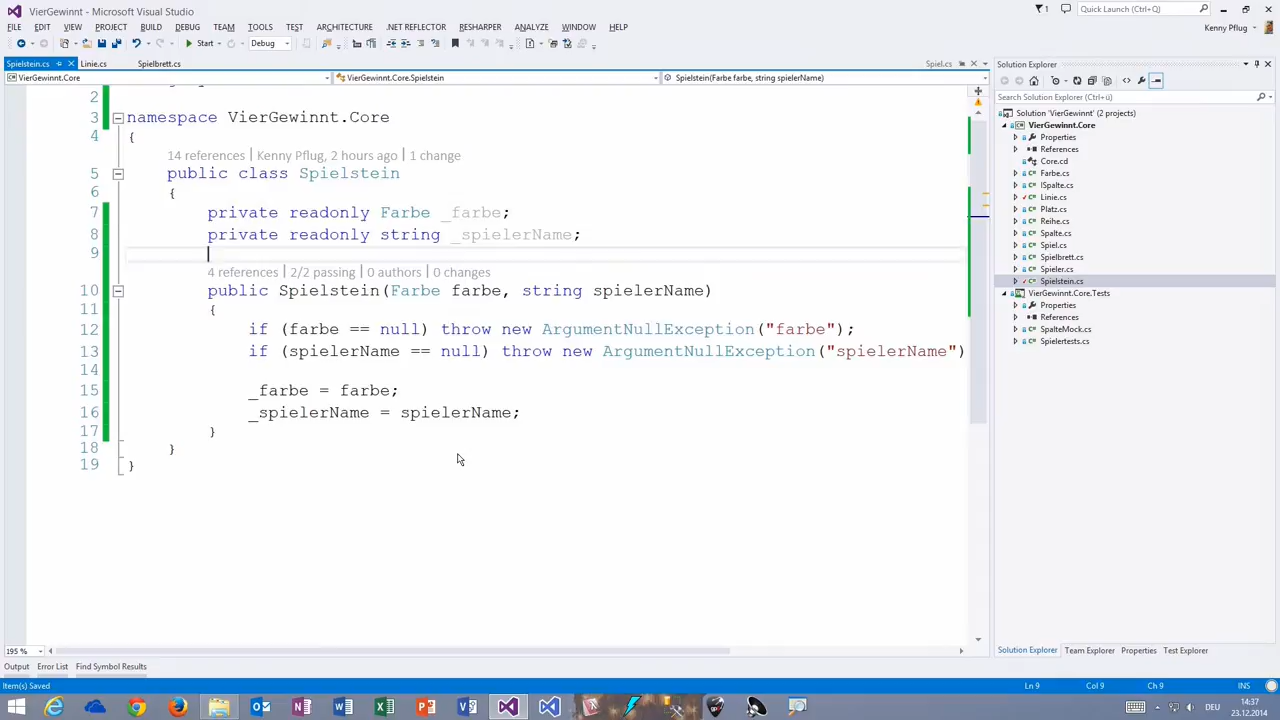 VierGewinnt - Microsoft Visual Studio
1
Quick Launch (Ctrl+Q)
FILE EDIT VIEW PROJECT BUILD DEBUG TEAM TOOLS TEST ARCHITECTURE .NET REFLECTOR RESHARPER ANALYZE WINDOW HELP
Kenny Pflug
Start
Debug
Spielstein.cs
Linie.cs
Spielbrett.cs
Spiel.cs
VierGewinnt.Core
VierGewinnt.Core.Spielstein
Spielstein(Farbe farbe, string spielerName)
2
3 namespace VierGewinnt.Core
4 {
14 references | Kenny Pflug, 2 hours ago | 1 change
5 public class Spielstein
6 {
7 private readonly Farbe _farbe;
8 private readonly string _spielerName;
9
4 references | 2/2 passing | 0 authors | 0 changes
10 public Spielstein(Farbe farbe, string spielerName)
11 {
12 if (farbe == null) throw new ArgumentNullException("farbe");
13 if (spielerName == null) throw new ArgumentNullException("spielerName")
14
15 _farbe = farbe;
16 _spielerName = spielerName;
17 }
18 }
19 }
195 %
Solution Explorer
Search Solution Explorer (Ctrl+ü)
Solution 'VierGewinnt' (2 projects)
VierGewinnt.Core
Properties
References
Core.cd
Farbe.cs
ISpalte.cs
Linie.cs
Platz.cs
Reihe.cs
Spalte.cs
Spiel.cs
Spielbrett.cs
Spieler.cs
Spielstein.cs
VierGewinnt.Core.Tests
Properties
References
SpalteMock.cs
Spielertests.cs
Solution Explorer Team Explorer Properties Test Explorer
Output Error List Find Symbol Results
Item(s) Saved
Ln 9 Col 9 Ch 9 INS
DEU
14:37
23.12.2014